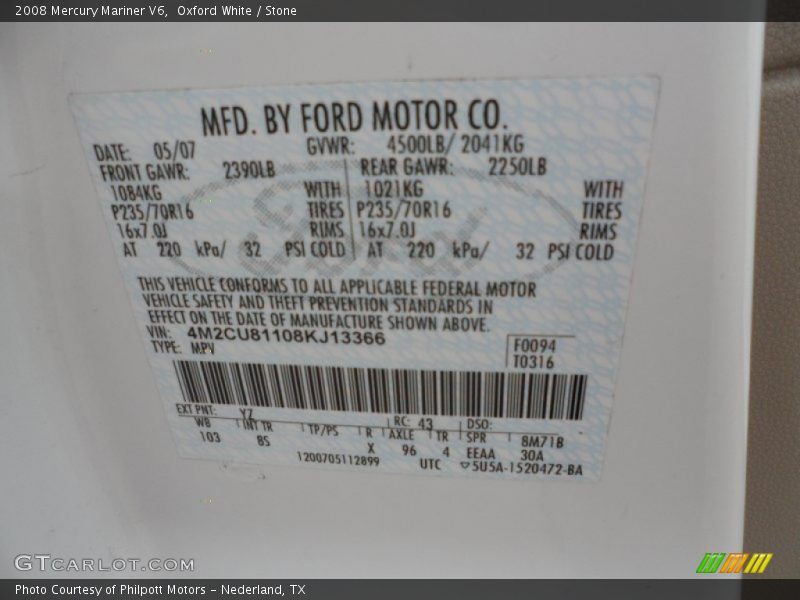 2008 Mercury Mariner V6, Oxford White / Stone
MFD. BY FORD MOTOR CO.
DATE: 05/07 GVWR: 4500LB/ 2041KG
FRONT GAWR: 2390LB REAR GAWR: 2250LB
1084KG WITH 1021KG WITH
P235/70R16 TIRES P235/70R16 TIRES
16x7.0J RIMS 16x7.0J RIMS
AT 220 kPa/ 32 PSI COLD AT 220 kPa/ 32 PSI COLD
THIS VEHICLE CONFORMS TO ALL APPLICABLE FEDERAL MOTOR
VEHICLE SAFETY AND THEFT PREVENTION STANDARDS IN
EFFECT ON THE DATE OF MANUFACTURE SHOWN ABOVE.
VIN: 4M2CU81108KJ13366
TYPE: MPV
F0094
T0316
EXT PNT: YZ RC: 43 DSO:
WB INT TR TP/PS R AXLE TR SPR 8M71B
103 85 X 96 4 EEAA 30A
1200705112899 UTC ▽5U5A-1520472-BA
GTCARLOT.COM
Photo Courtesy of Philpott Motors - Nederland, TX